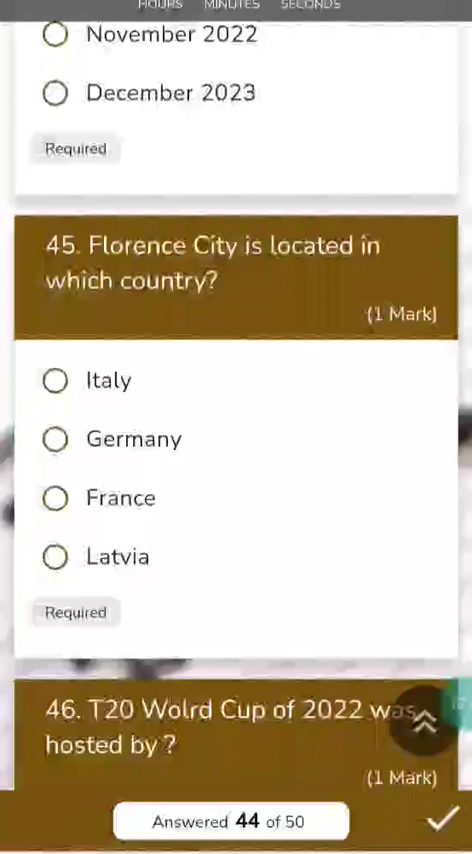 HOURS MINUTES SECONDS
November 2022
December 2023
Required
45. Florence City is located in
which country?
(1 Mark)
Italy
Germany
France
Latvia
Required
46. T20 Wolrd Cup of 2022 was
hosted by ?
(1 Mark)
Answered 44 of 50